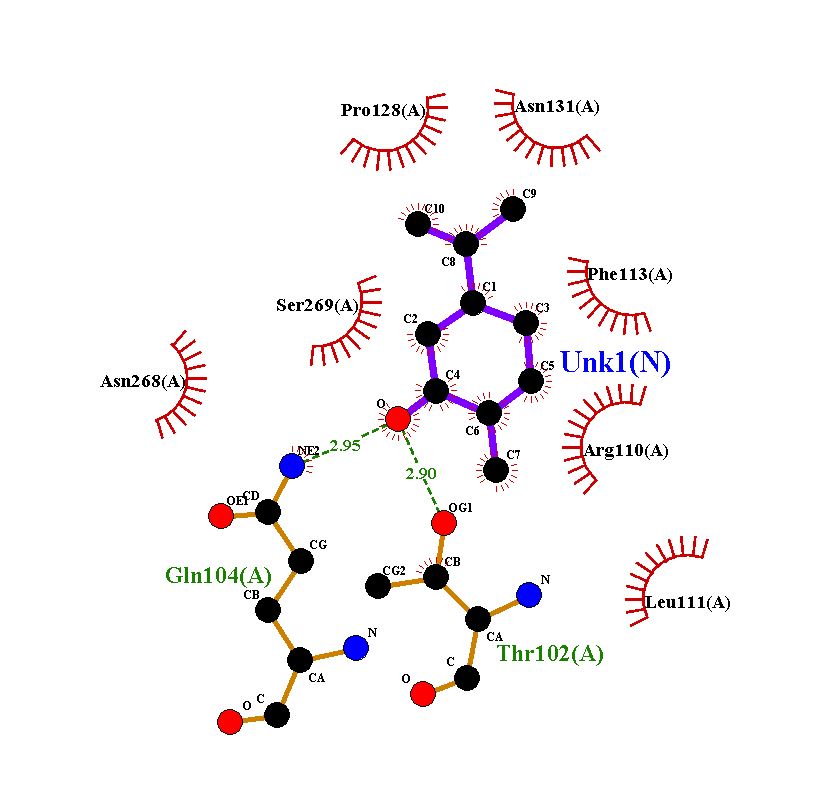 Pro128(A)
Asn131(A)
C9
C10
C8
Phe113(A)
C1
Ser269(A)
C2
C3
Unk1(N)
C5
C4
Asn268(A)
O
C6
2.95
NE2
Arg110(A)
C7
2.90
OE1
CD
OG1
CG
CB
Gln104(A)
CG2
N
CB
Leu111(A)
N
CA
Thr102(A)
C
CA
O
O
C